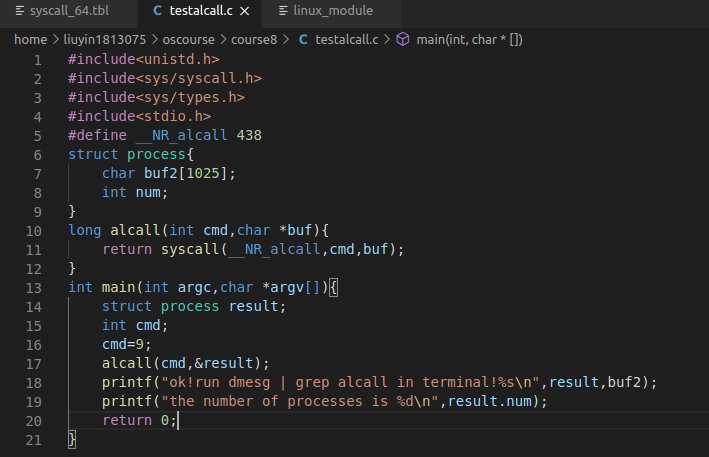 syscall_64.tbl C testalcall.c × linux_module
home > liuyin1813075 > oscourse > course8 > C testalcall.c > main(int, char * [])
1 #include<unistd.h>
2 #include<sys/syscall.h>
3 #include<sys/types.h>
4 #include<stdio.h>
5 #define __NR_alcall 438
6 struct process{
7 char buf2[1025];
8 int num;
9 }
10 long alcall(int cmd,char *buf){
11 return syscall(__NR_alcall,cmd,buf);
12 }
13 int main(int argc,char *argv[]){
14 struct process result;
15 int cmd;
16 cmd=9;
17 alcall(cmd,&result);
18 printf("ok!run dmesg | grep alcall in terminal!%s\n",result,buf2);
19 printf("the number of processes is %d\n",result.num);
20 return 0;
21 }